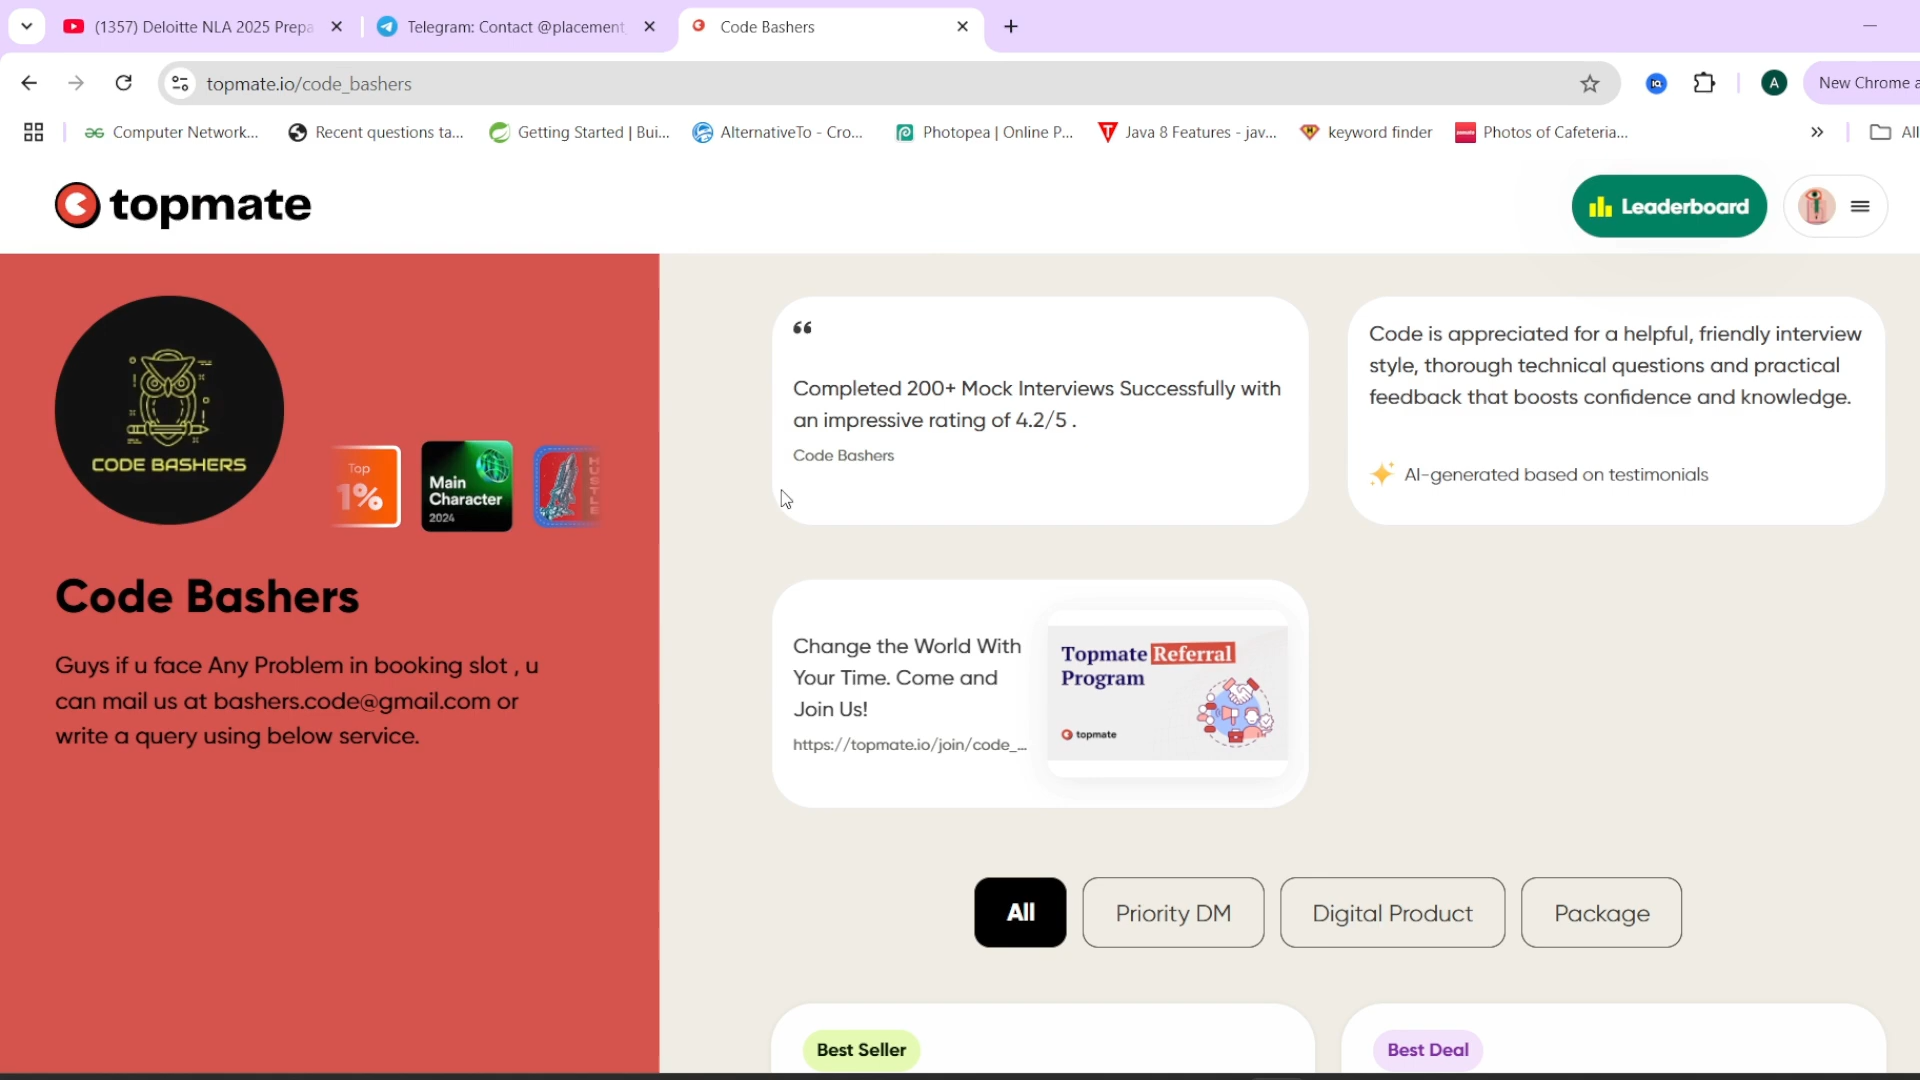 (1357) Deloitte NLA 2025 Prepa
Telegram: Contact @placement
Code Bashers
topmate.io/code_bashers
A
New Chrome a
Computer Network...
Recent questions ta...
Getting Started | Bui...
AlternativeTo - Cro...
Photopea | Online P...
Java 8 Features - jav...
keyword finder
Photos of Cafeteria...
All
topmate
Leaderboard
CODE BASHERS
Top
1%
Main
Character
2024
HUSTLE
Code Bashers
Guys if u face Any Problem in booking slot , u
can mail us at bashers.code@gmail.com or
write a query using below service.
“
Completed 200+ Mock Interviews Successfully with
an impressive rating of 4.2/5 .
Code Bashers
Code is appreciated for a helpful, friendly interview
style, thorough technical questions and practical
feedback that boosts confidence and knowledge.
AI-generated based on testimonials
Change the World With
Your Time. Come and
Join Us!
https://topmate.io/join/code_...
Topmate Referral
Program
topmate
All
Priority DM
Digital Product
Package
Best Seller
Best Deal